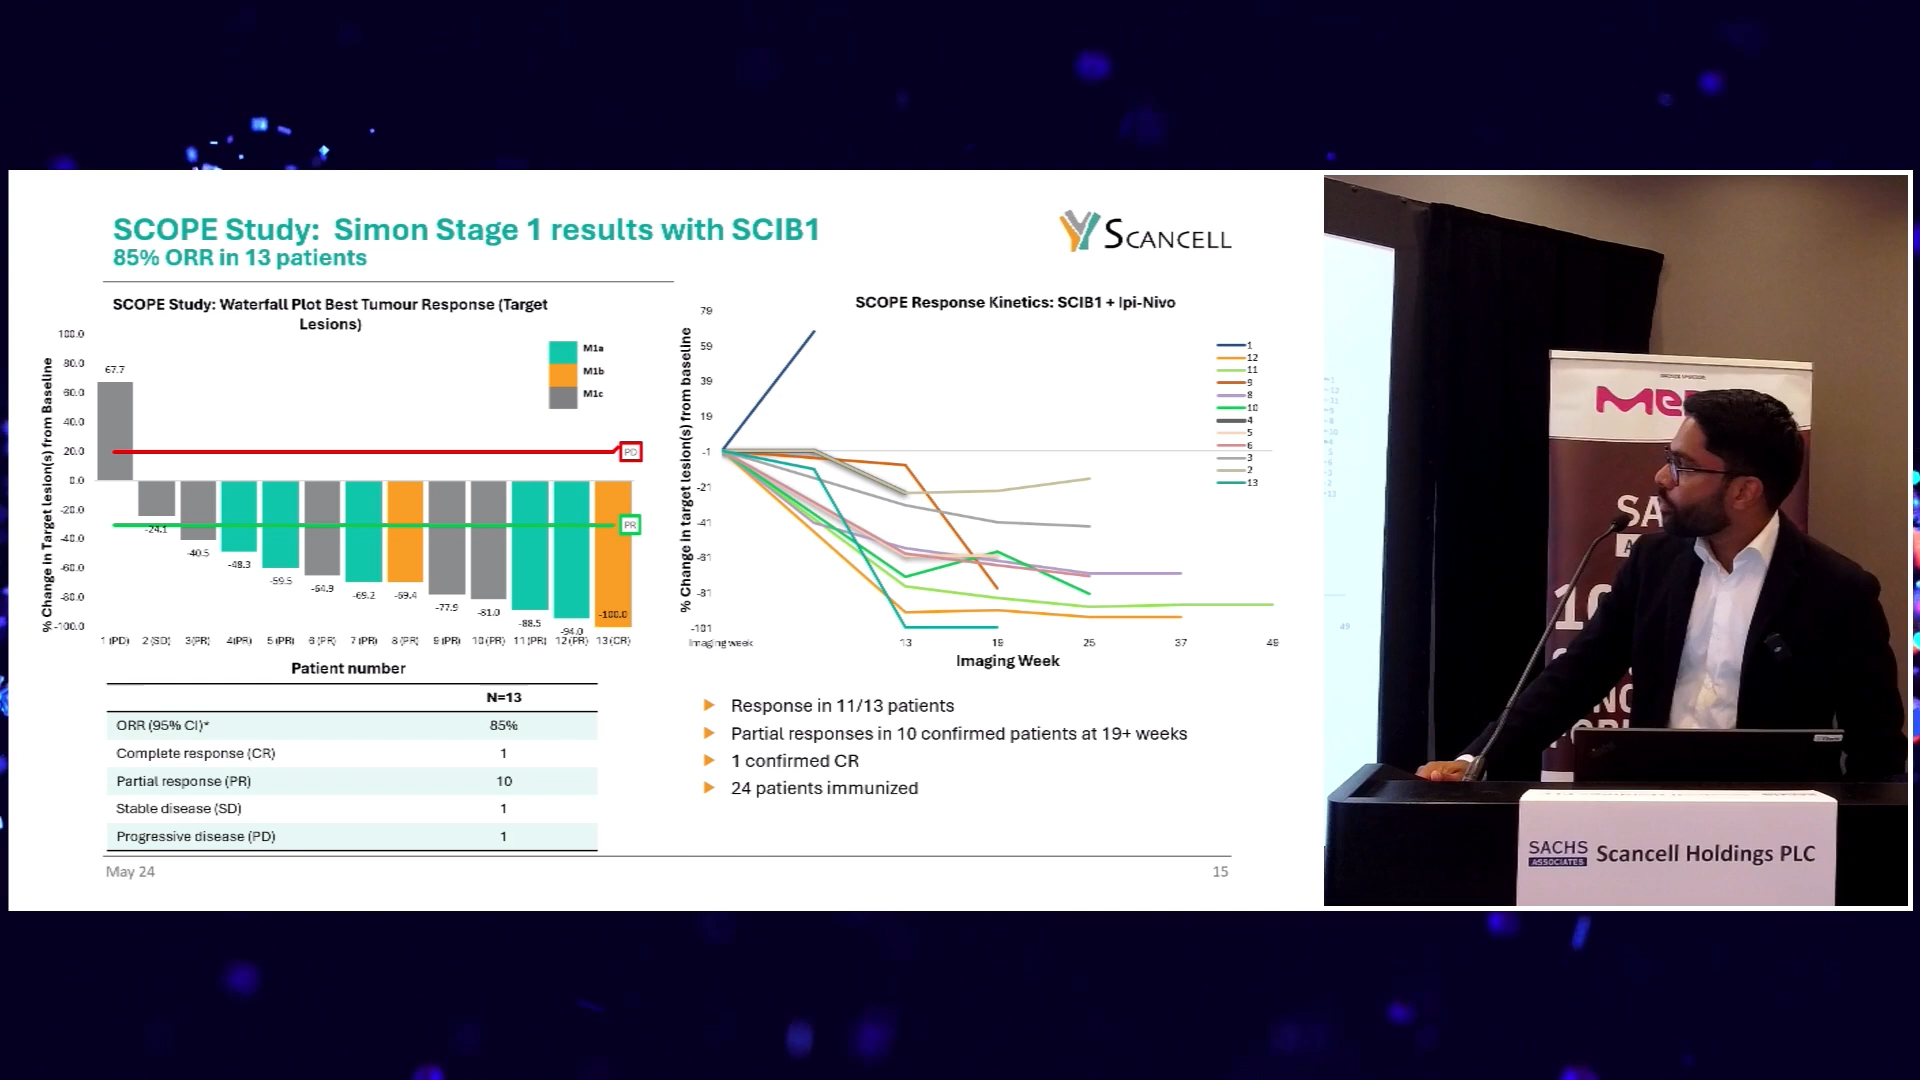 SCOPE Study:  Simon Stage 1 results with SCIB1
85% ORR in 13 patients
SCANCELL
SCOPE Study: Waterfall Plot Best Tumour Response (Target
Lesions)
% Change in Target lesion(s) from Baseline
100.0
80.0
60.0
40.0
20.0
0.0
-20.0
-40.0
-60.0
-80.0
-100.0
M1a
M1b
M1c
PD
PR
67.7
-24.1
-40.5
-48.3
-59.5
-64.9
-69.2
-69.4
-77.9
-81.0
-88.5
-94.0
-100.0
1 (PD) 2 (SD) 3(PR) 4(PR) 5(PR) 6 (PR) 7 (PR) 8 (PR) 9 (PR) 10(PR) 11(PR) 12(PR) 13(CR)
Patient number
N=13
ORR (95% CI)* 85%
Complete response (CR) 1
Partial response (PR) 10
Stable disease (SD) 1
Progressive disease (PD) 1
SCOPE Response Kinetics: SCIB1 + Ipi-Nivo
% Change in target lesion(s) from baseline
79
59
39
19
-1
-21
-41
-61
-81
-101
1
12
11
9
8
10
4
5
6
3
2
13
Imaging week 13 19 25 37 49
Imaging Week
Response in 11/13 patients
Partial responses in 10 confirmed patients at 19+ weeks
1 confirmed CR
24 patients immunized
May 24
15
SACHS
ASSOCIATES
Scancell Holdings PLC